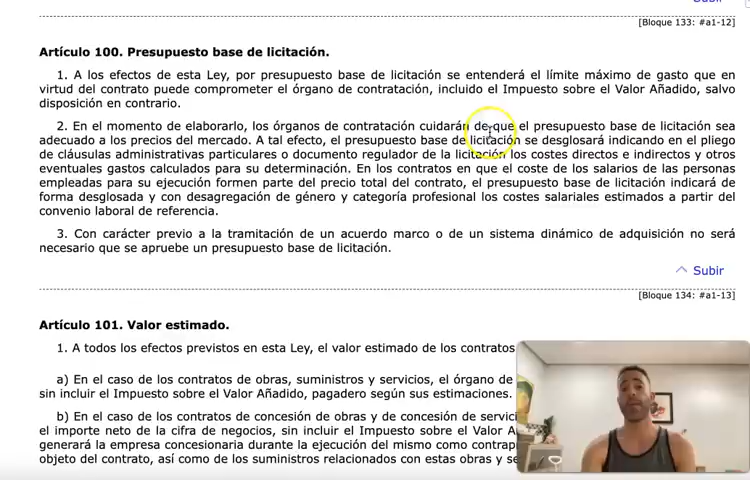 Subir
[Bloque 133: #a1-12]
Artículo 100. Presupuesto base de licitación.
1. A los efectos de esta Ley, por presupuesto base de licitación se entenderá el límite máximo de gasto que en
virtud del contrato puede comprometer el órgano de contratación, incluido el Impuesto sobre el Valor Añadido, salvo
disposición en contrario.
2. En el momento de elaborarlo, los órganos de contratación cuidarán de que el presupuesto base de licitación sea
adecuado a los precios del mercado. A tal efecto, el presupuesto base de licitación se desglosará indicando en el pliego
de cláusulas administrativas particulares o documento regulador de la licitación los costes directos e indirectos y otros
eventuales gastos calculados para su determinación. En los contratos en que el coste de los salarios de las personas
empleadas para su ejecución formen parte del precio total del contrato, el presupuesto base de licitación indicará de
forma desglosada y con desagregación de género y categoría profesional los costes salariales estimados a partir del
convenio laboral de referencia.
3. Con carácter previo a la tramitación de un acuerdo marco o de un sistema dinámico de adquisición no será
necesario que se apruebe un presupuesto base de licitación.
Subir
[Bloque 134: #a1-13]
Artículo 101. Valor estimado.
1. A todos los efectos previstos en esta Ley, el valor estimado de los contratos
a) En el caso de los contratos de obras, suministros y servicios, el órgano de
sin incluir el Impuesto sobre el Valor Añadido, pagadero según sus estimaciones.
b) En el caso de los contratos de concesión de obras y de concesión de servici
el importe neto de la cifra de negocios, sin incluir el Impuesto sobre el Valor A
generará la empresa concesionaria durante la ejecución del mismo como contrap
objeto del contrato, así como de los suministros relacionados con estas obras y se